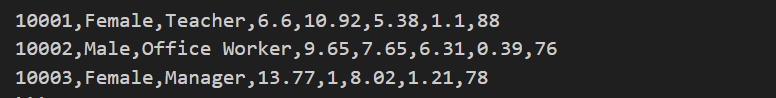 10001,Female,Teacher,6.6,10.92,5.38,1.1,88
10002,Male,Office Worker,9.65,7.65,6.31,0.39,76
10003,Female,Manager,13.77,1,8.02,1.21,78